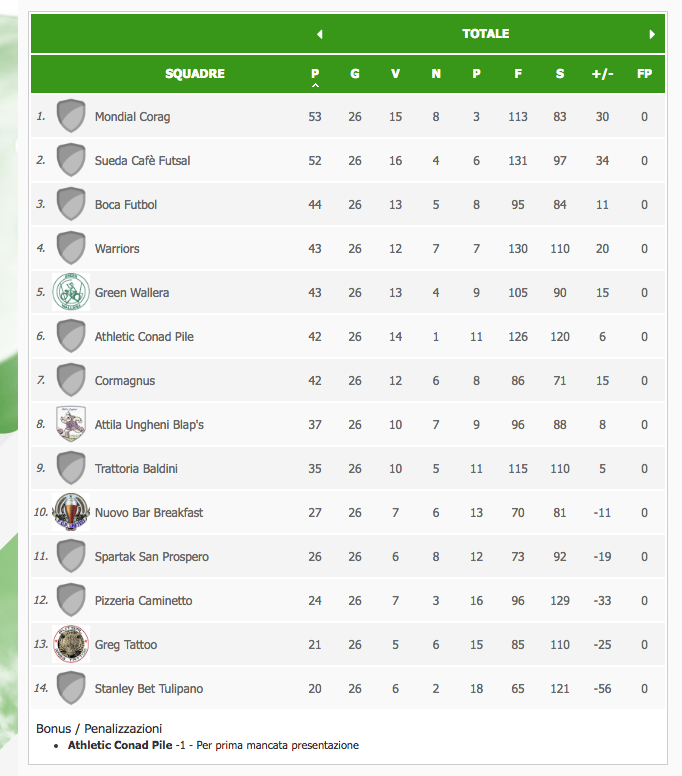 TOTALE
SQUADRE P G V N P F S +/- FP
1. Mondial Corag 53 26 15 8 3 113 83 30 0
2. Sueda Cafè Futsal 52 26 16 4 6 131 97 34 0
3. Boca Futbol 44 26 13 5 8 95 84 11 0
4. Warriors 43 26 12 7 7 130 110 20 0
5. Green Wallera 43 26 13 4 9 105 90 15 0
6. Athletic Conad Pile 42 26 14 1 11 126 120 6 0
7. Cormagnus 42 26 12 6 8 86 71 15 0
8. Attila Ungheni Blap's 37 26 10 7 9 96 88 8 0
9. Trattoria Baldini 35 26 10 5 11 115 110 5 0
10. Nuovo Bar Breakfast 27 26 7 6 13 70 81 -11 0
11. Spartak San Prospero 26 26 6 8 12 73 92 -19 0
12. Pizzeria Caminetto 24 26 7 3 16 96 129 -33 0
13. Greg Tattoo 21 26 5 6 15 85 110 -25 0
14. Stanley Bet Tulipano 20 26 6 2 18 65 121 -56 0
Bonus / Penalizzazioni
• Athletic Conad Pile -1 - Per prima mancata presentazione